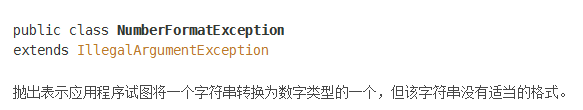 public class NumberFormatException
extends IllegalArgumentException
抛出表示应用程序试图将一个字符串转换为数字类型的一个，但该字符串没有适当的格式。